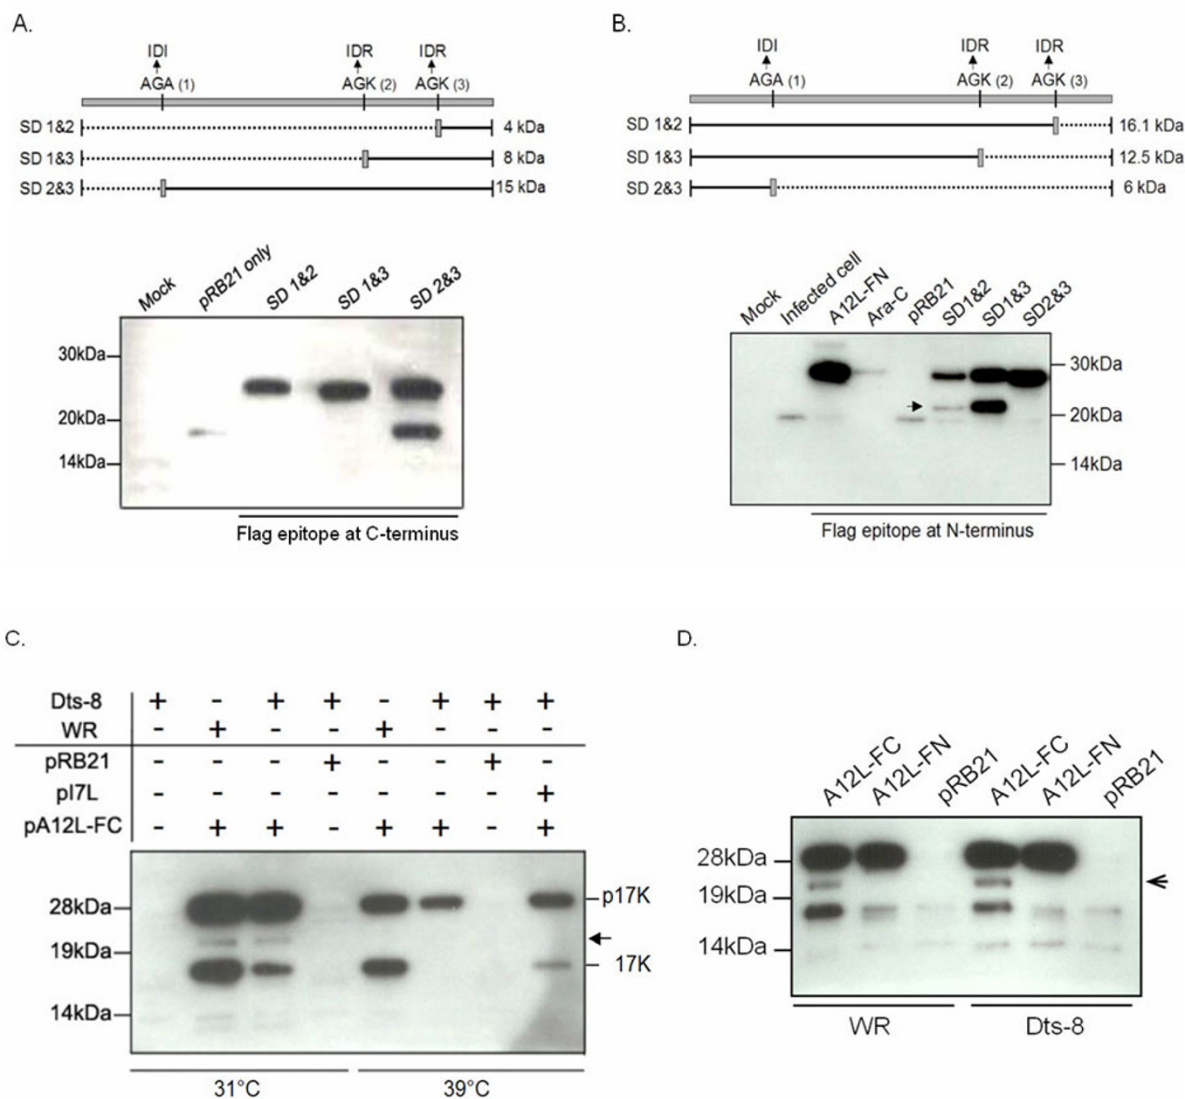 A.
IDI IDR IDR
AGA (1) AGK (2) AGK (3)
SD 1&2 4 kDa
SD 1&3 8 kDa
SD 2&3 15 kDa
Mock pRB21 only SD 1&2 SD 1&3 SD 2&3
30kDa
20kDa
14kDa
Flag epitope at C-terminus
B.
IDI IDR IDR
AGA (1) AGK (2) AGK (3)
SD 1&2 16.1 kDa
SD 1&3 12.5 kDa
SD 2&3 6 kDa
Mock Infected cell A12L-FN Ara-C pRB21 SD1&2 SD1&3 SD2&3
30kDa
20kDa
14kDa
Flag epitope at N-terminus
C.
Dts-8 + - + + - + + +
WR - + - - + - - -
pRB21 - - - + - - + -
pI7L - - - - - - - +
pA12L-FC - + + - + + - +
28kDa p17K
19kDa 17K
14kDa
31°C 39°C
D.
A12L-FC A12L-FN pRB21 A12L-FC A12L-FN pRB21
28kDa
19kDa
14kDa
WR Dts-8